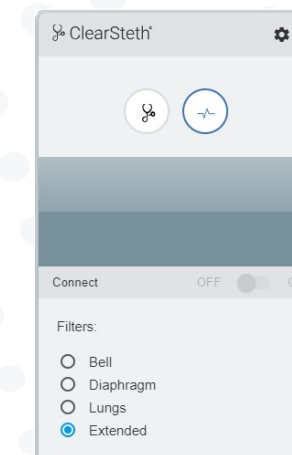 ClearSteth
Connect OFF
Filters:
Bell
Diaphragm
Lungs
Extended